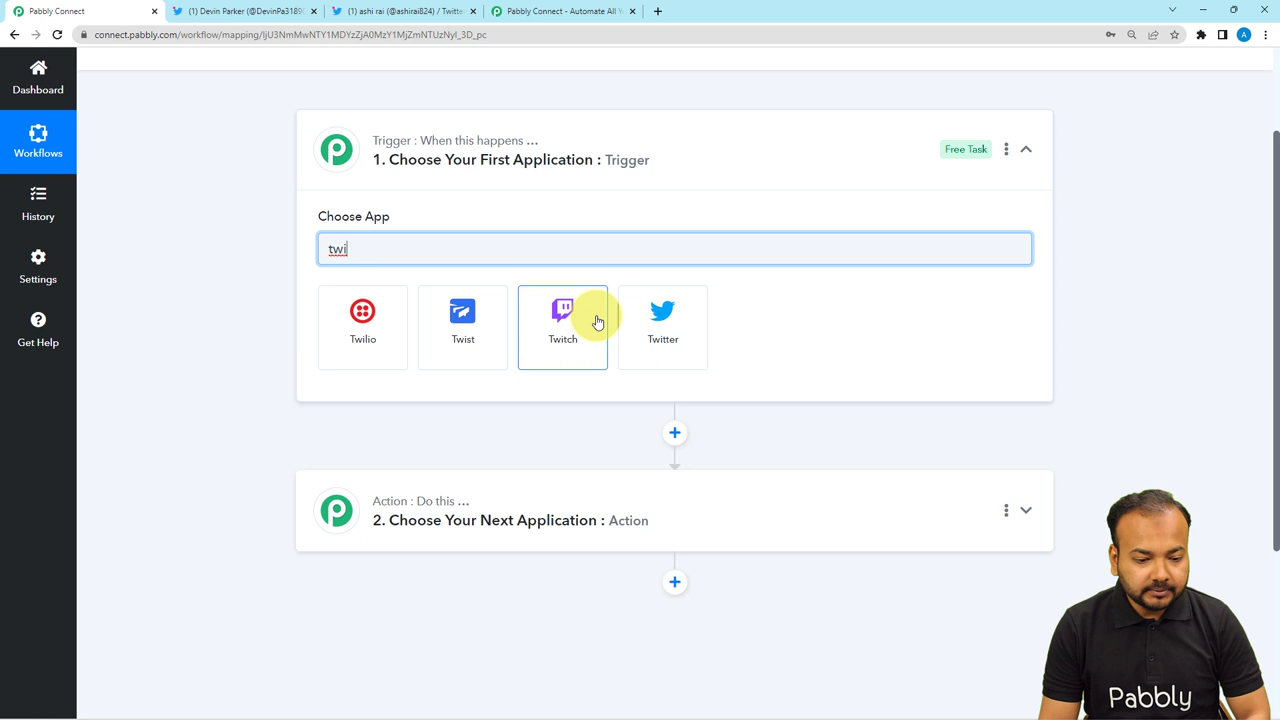 Pabbly Connect
(1) Devin Parker (@DevinPa3189
(1) ashi rai (@ashirai824) / Twitte
Pabbly Connect - Automate All Y
connect.pabbly.com/workflow/mapping/IjU3NmMwNTY1MDYzZjA0MzY1MjZmNTUzNyI_3D_pc
A
Dashboard
Workflows
History
Settings
Get Help
Trigger : When this happens ...
1. Choose Your First Application : Trigger
Free Task
Choose App
twi
Twilio
Twist
Twitch
Twitter
Action : Do this ...
2. Choose Your Next Application : Action
Pabbly